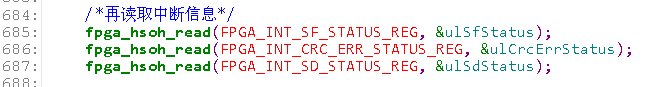 684: /*再读取中断信息*/
685: fpga_hsoh_read(FPGA_INT_SF_STATUS_REG, &ulSfStatus);
686: fpga_hsoh_read(FPGA_INT_CRC_ERR_STATUS_REG, &ulCrcErrStatus);
687: fpga_hsoh_read(FPGA_INT_SD_STATUS_REG, &ulSdStatus);
688: